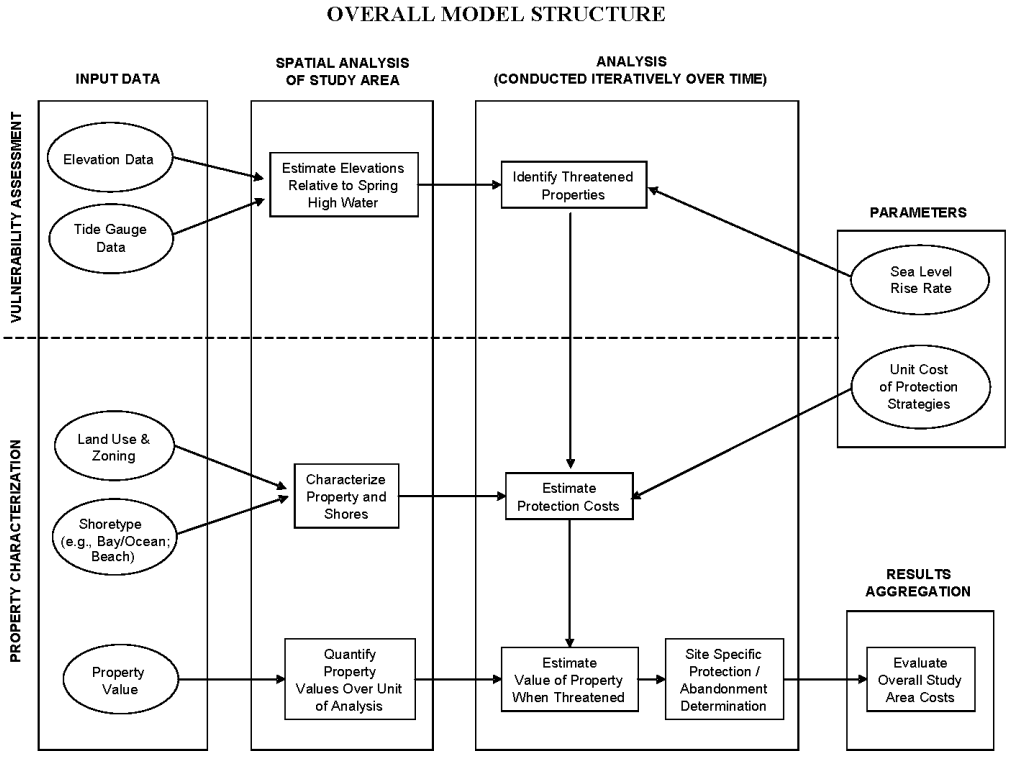 OVERALL MODEL STRUCTURE
INPUT DATA
SPATIAL ANALYSIS
OF STUDY AREA
ANALYSIS
(CONDUCTED ITERATIVELY OVER TIME)
VULNERABILITY ASSESSMENT
Elevation Data
Tide Gauge
Data
Estimate Elevations
Relative to Spring
High Water
Identify Threatened
Properties
PARAMETERS
Sea Level
Rise Rate
Unit Cost
of Protection
Strategies
PROPERTY CHARACTERIZATION
Land Use &
Zoning
Shoretype
(e.g., Bay/Ocean;
Beach)
Characterize
Property and
Shores
Estimate
Protection Costs
Property
Value
Quantify
Property
Values Over Unit
of Analysis
Estimate
Value of Property
When Threatened
Site Specific
Protection /
Abandonment
Determination
RESULTS
AGGREGATION
Evaluate
Overall Study
Area Costs